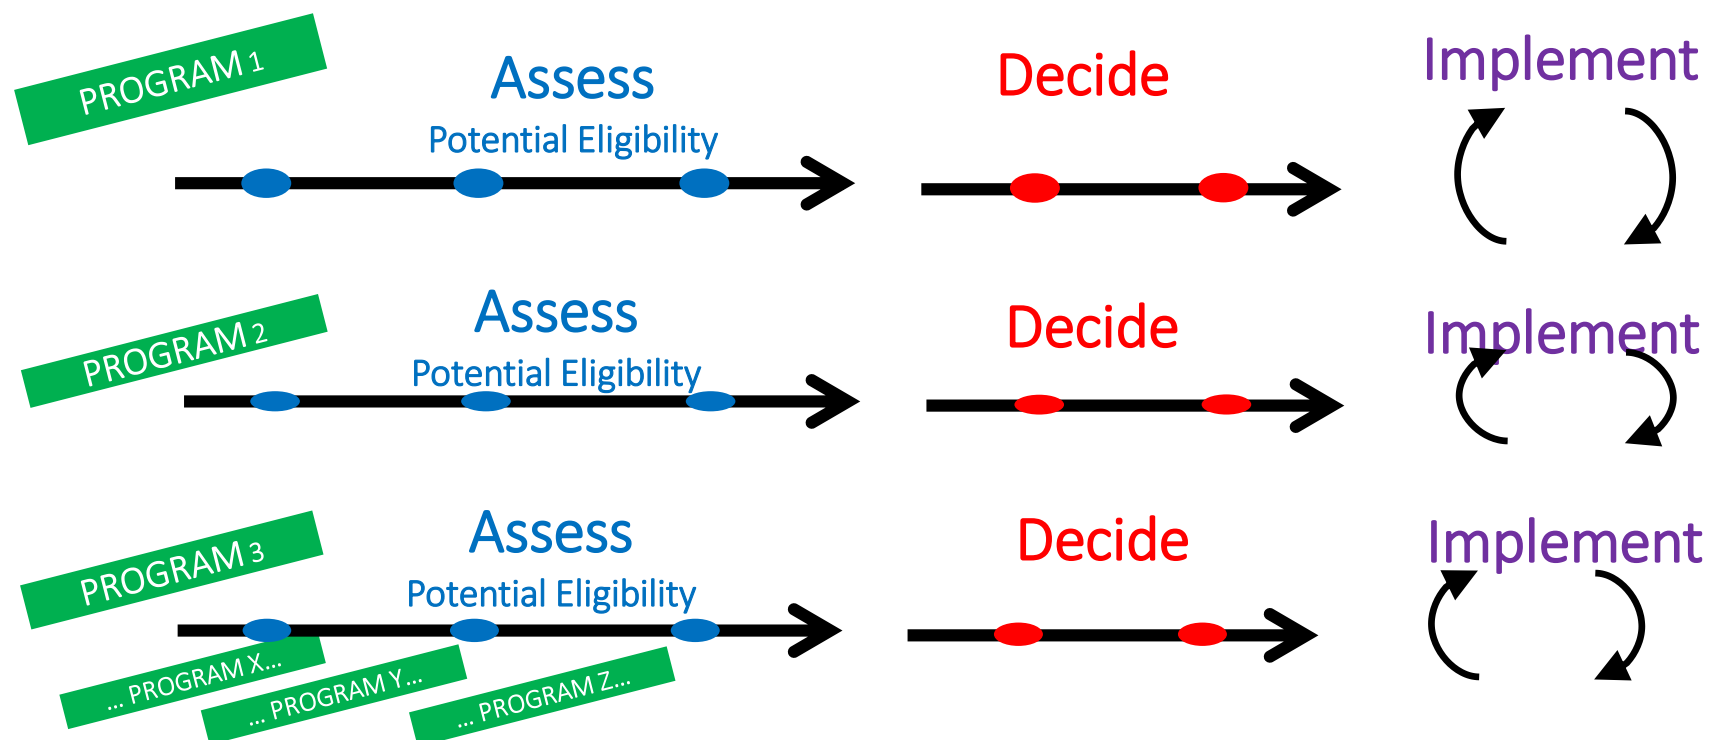 PROGRAM 1
Assess
Potential Eligibility
Decide
Implement
PROGRAM 2
Assess
Potential Eligibility
Decide
Implement
PROGRAM 3
Assess
Potential Eligibility
Decide
Implement
... PROGRAM X...
... PROGRAM Y...
... PROGRAM Z...